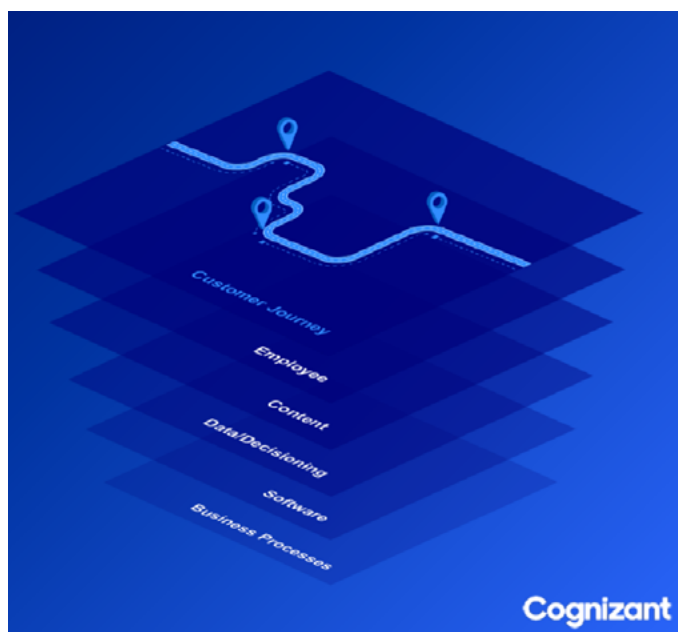 Customer Journey
Employee
Content
Data/Decisioning
Software
Business Processes
Cognizant